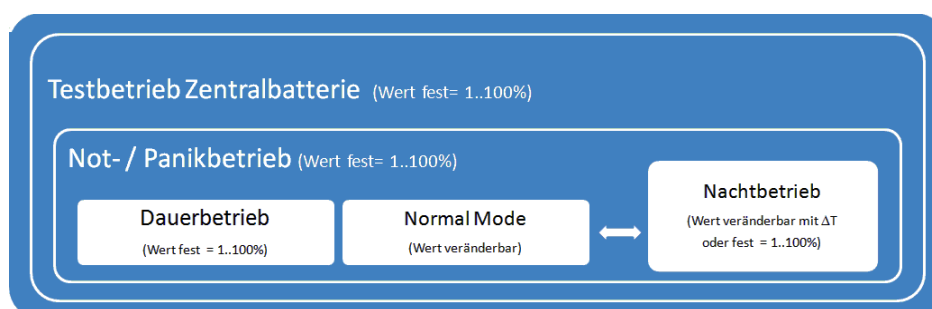 Testbetrieb Zentralbatterie (Wert fest= 1..100%)
Not- / Panikbetrieb (Wert fest= 1..100%)
Dauerbetrieb
(Wert fest = 1..100%)
Normal Mode
(Wert veränderbar)
Nachtbetrieb
(Wert veränderbar mit ΔT
oder fest = 1..100%)